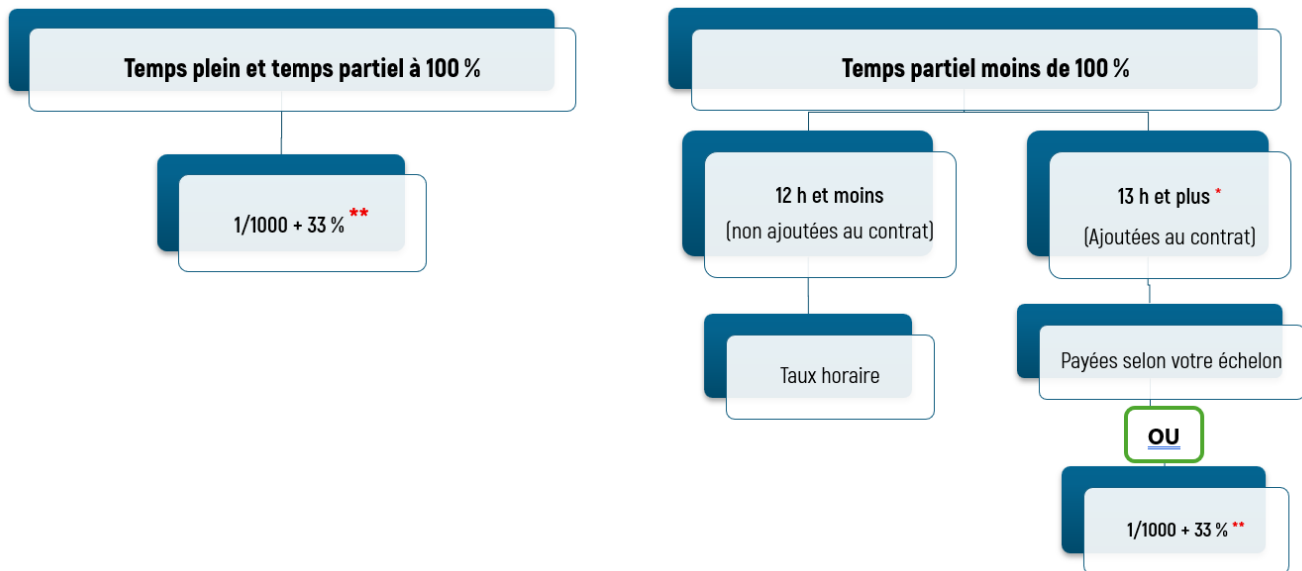 Temps plein et temps partiel à 100 %
1/1000 + 33 % **
Temps partiel moins de 100 %
12 h et moins
(non ajoutées au contrat)
Taux horaire
13 h et plus *
(Ajoutées au contrat)
Payées selon votre échelon
OU
1/1000 + 33 % **